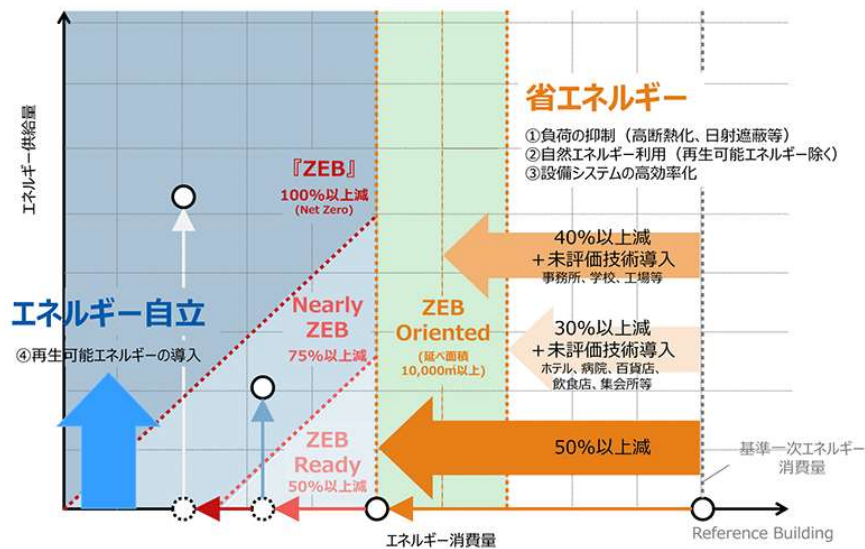 エネルギー供給量
省エネルギー
①負荷の抑制（高断熱化、日射遮蔽等）
②自然エネルギー利用（再生可能エネルギー除く）
③設備システムの高効率化
『ZEB』
100%以上減
(Net Zero)
40%以上減
＋未評価技術導入
事務所、学校、工場等
エネルギー自立
④再生可能エネルギーの導入
Nearly
ZEB
75%以上減
ZEB
Oriented
(延べ面積
10,000㎡以上)
30%以上減
＋未評価技術導入
ホテル、病院、百貨店、
飲食店、集会所等
ZEB
Ready
50%以上減
50%以上減
基準一次エネルギー
消費量
エネルギー消費量
Reference Building